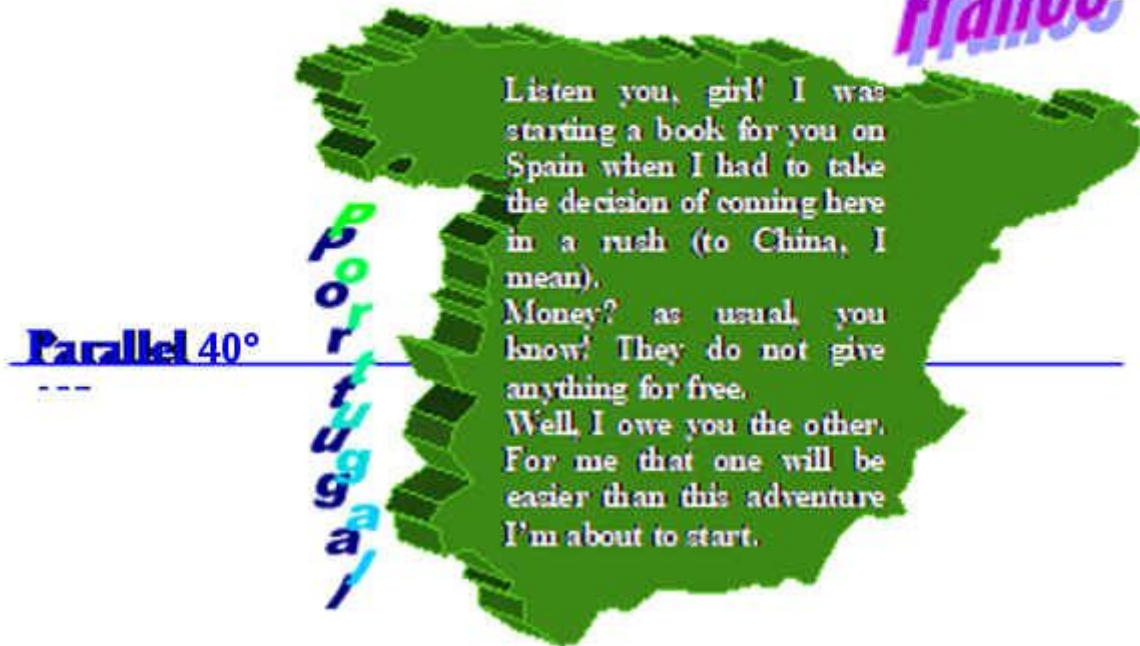 France
Listen you, girl! I was
starting a book for you on
Spain when I had to take
the decision of coming here
in a rush (to China, I
mean).
Money? as usual, you
know! They do not give
anything for free.
Well, I owe you the other.
For me that one will be
easier than this adventure
I'm about to start.
Portugal
Parallel 40°
---